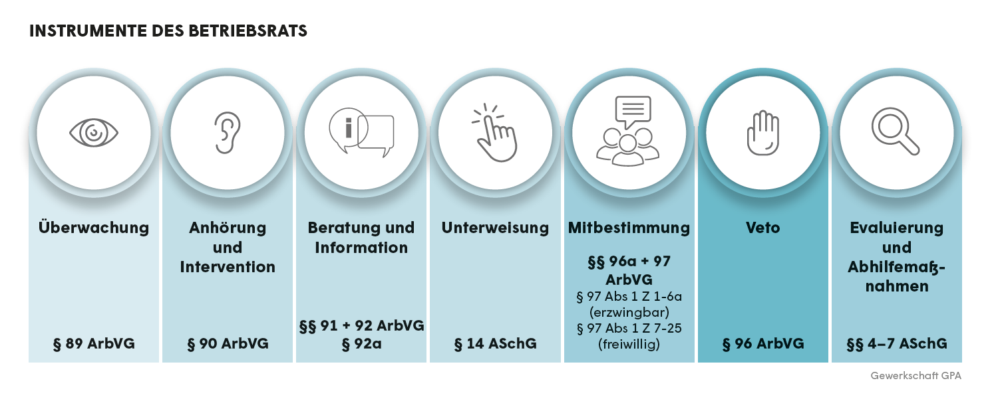 INSTRUMENTE DES BETRIEBSRATS
i
Überwachung
§ 89 ArbVG
Anhörung
und
Intervention
§ 90 ArbVG
Beratung und
Information
§§ 91 + 92 ArbVG
§ 92a
Unterweisung
§ 14 ASchG
Mitbestimmung
§§ 96a + 97
ArbVG
§ 97 Abs 1 Z 1-6a
(erzwingbar)
§ 97 Abs 1 Z 7-25
(freiwillig)
Veto
§ 96 ArbVG
Evaluierung
und
Abhilfemaß-
nahmen
§§ 4–7 ASchG
Gewerkschaft GPA